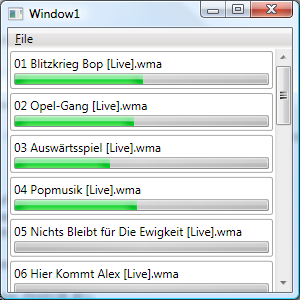 Window1
File
01 Blitzkrieg Bop [Live].wma
02 Opel-Gang [Live].wma
03 Auswärtsspiel [Live].wma
04 Popmusik [Live].wma
05 Nichts Bleibt für Die Ewigkeit [Live].wma
06 Hier Kommt Alex [Live].wma